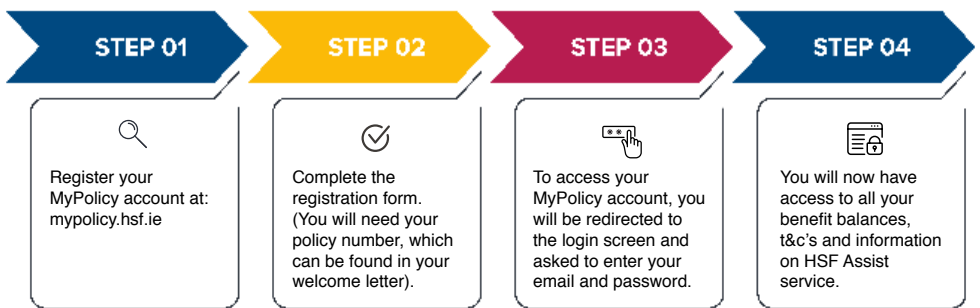 STEP 01
Register your
MyPolicy account at:
mypolicy.hsf.ie
STEP 02
Complete the
registration form.
(You will need your
policy number, which
can be found in your
welcome letter).
STEP 03
**
To access your
MyPolicy account, you
will be redirected to
the login screen and
asked to enter your
email and password.
STEP 04
You will now have
access to all your
benefit balances,
t&c's and information
on HSF Assist
service.